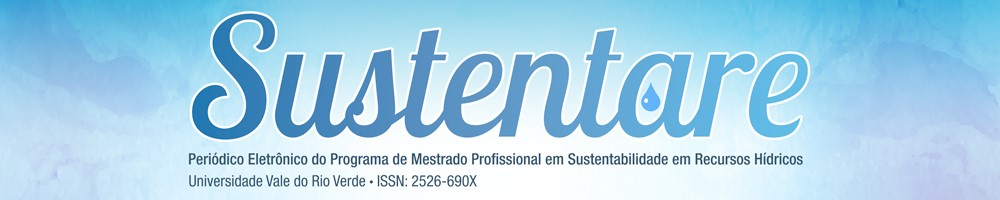 Sustentare
Periódico Eletrônico do Programa de Mestrado Profissional em Sustentabilidade em Recursos Hídricos
Universidade Vale do Rio Verde • ISSN: 2526-690X